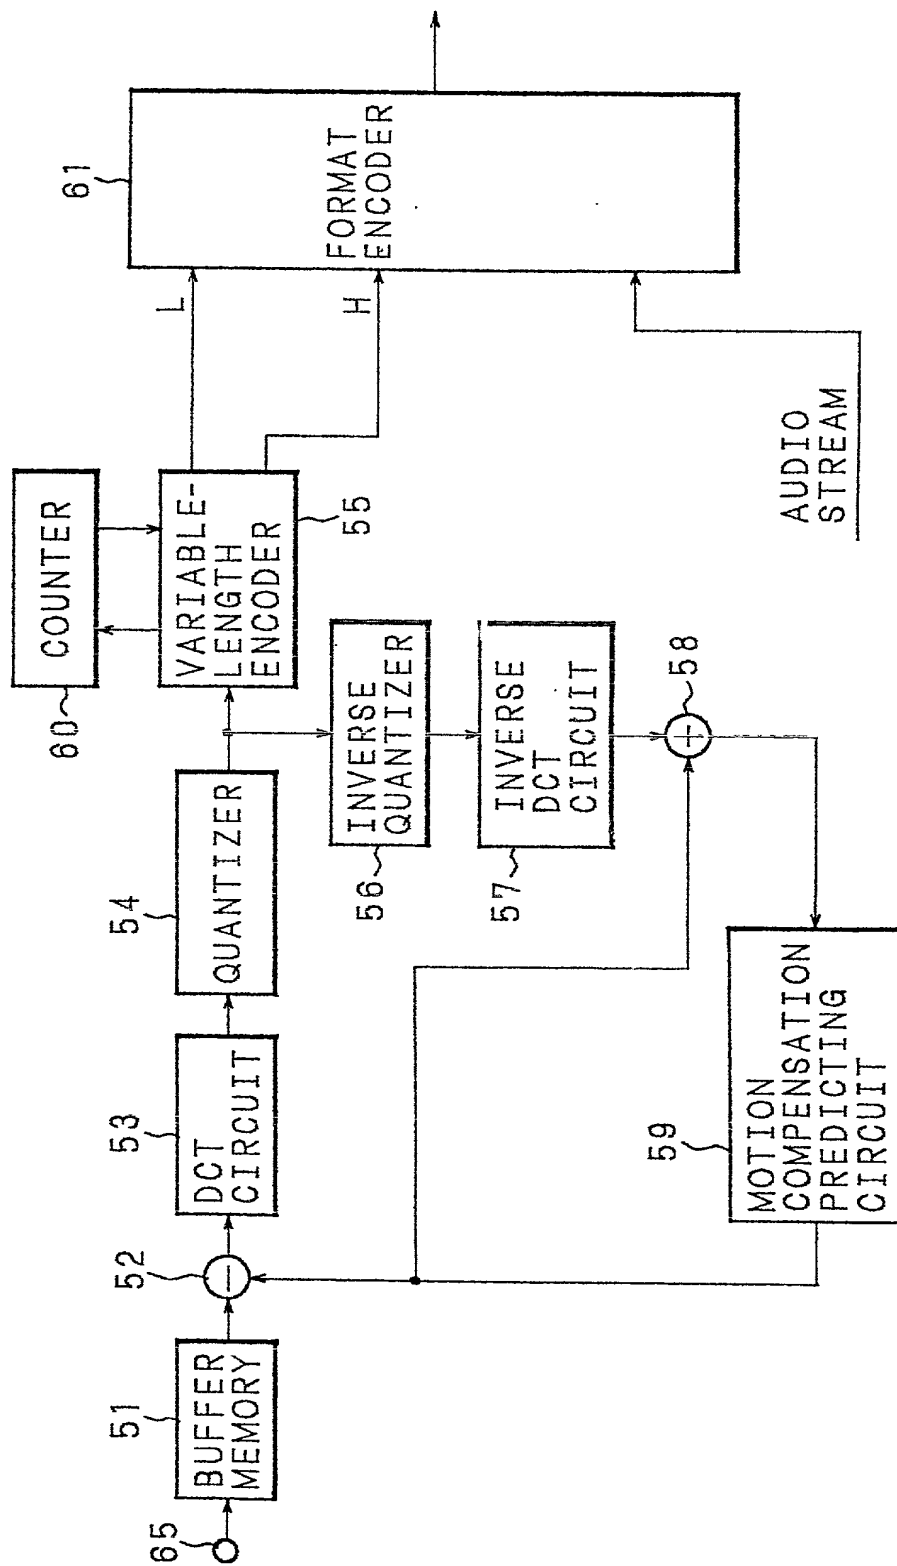 65
51
BUFFER
MEMORY
52
53
DCT
CIRCUIT
54
QUANTIZER
60
COUNTER
VARIABLE-
LENGTH
ENCODER
55
L
H
61
FORMAT
ENCODER
INVERSE
QUANTIZER
56
INVERSE
DCT
CIRCUIT
57
58
59
MOTION
COMPENSATION
PREDICTING
CIRCUIT
AUDIO
STREAM